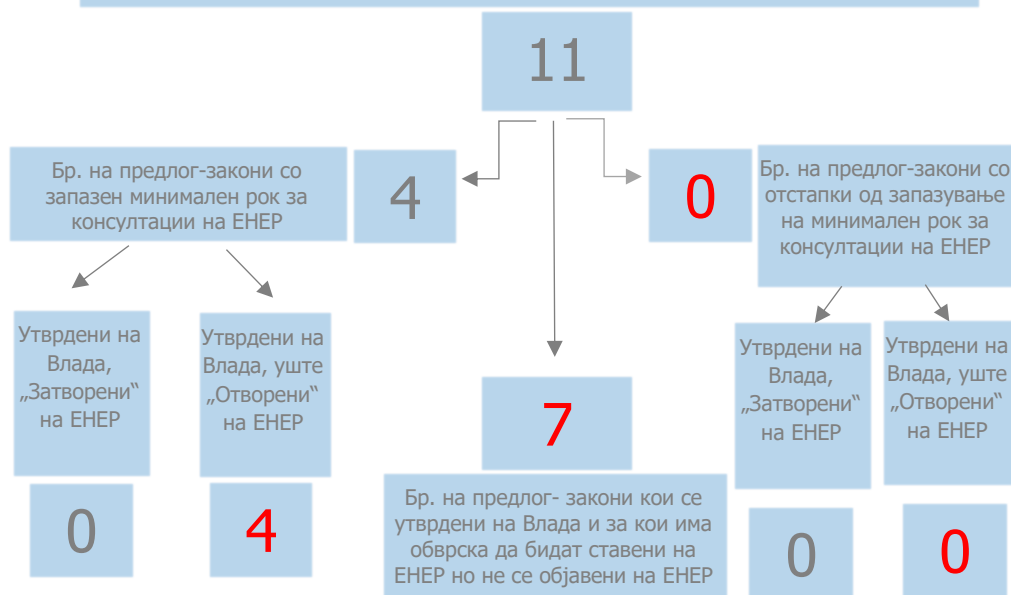 11
Бр. на предлог-закони со
запазен минимален рок за
консултации на ЕНЕР
4
0
Бр. на предлог-закони со
отстапки од запазување
на минимален рок за
консултации на ЕНЕР
Утврдени на
Влада,
„Затворени“
на ЕНЕР
Утврдени на
Влада, уште
„Отворени“
на ЕНЕР
7
Утврдени на
Влада,
„Затворени“
на ЕНЕР
Утврдени на
Влада, уште
„Отворени“
на ЕНЕР
0
4
Бр. на предлог- закони кои се
утврдени на Влада и за кои има
обврска да бидат ставени на
ЕНЕР но не се објавени на ЕНЕР
0
0